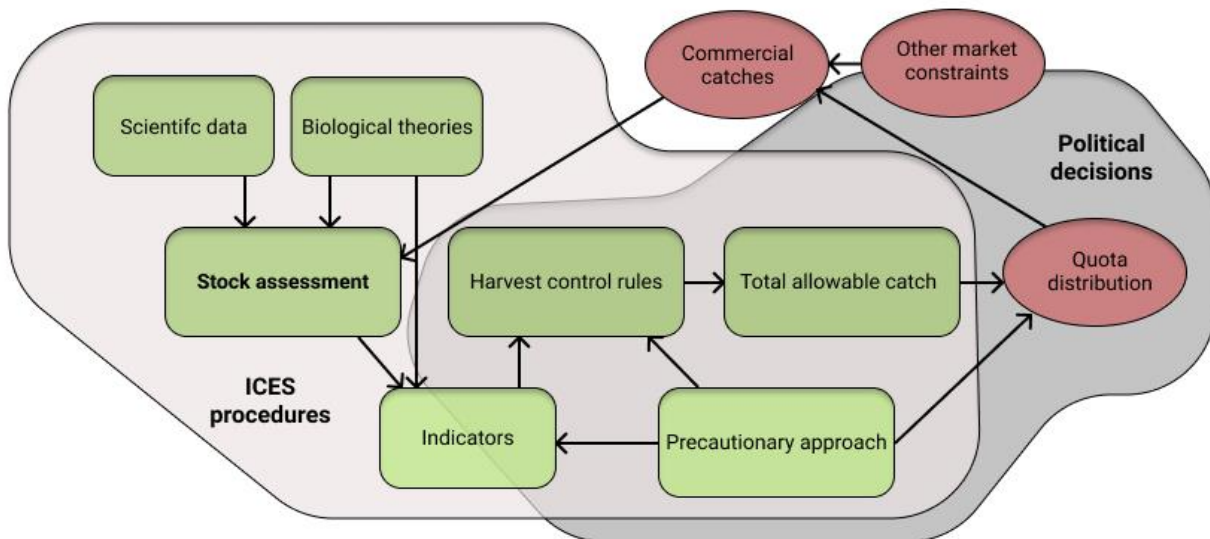 Commercial
catches
Other market
constraints
Scientifc data
Biological theories
Political
decisions
Stock assessment
Harvest control rules
Total allowable catch
Quota
distribution
ICES
procedures
Indicators
Precautionary approach